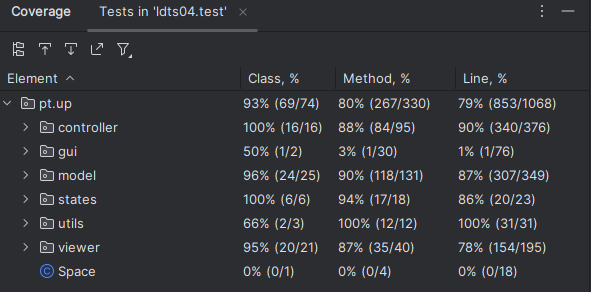 Coverage Tests in 'ldts04.test' ×
Element Class, % Method, % Line, %
pt.up 93% (69/74) 80% (267/330) 79% (853/1068)
controller 100% (16/16) 88% (84/95) 90% (340/376)
gui 50% (1/2) 3% (1/30) 1% (1/76)
model 96% (24/25) 90% (118/131) 87% (307/349)
states 100% (6/6) 94% (17/18) 86% (20/23)
utils 66% (2/3) 100% (12/12) 100% (31/31)
viewer 95% (20/21) 87% (35/40) 78% (154/195)
C Space 0% (0/1) 0% (0/4) 0% (0/18)